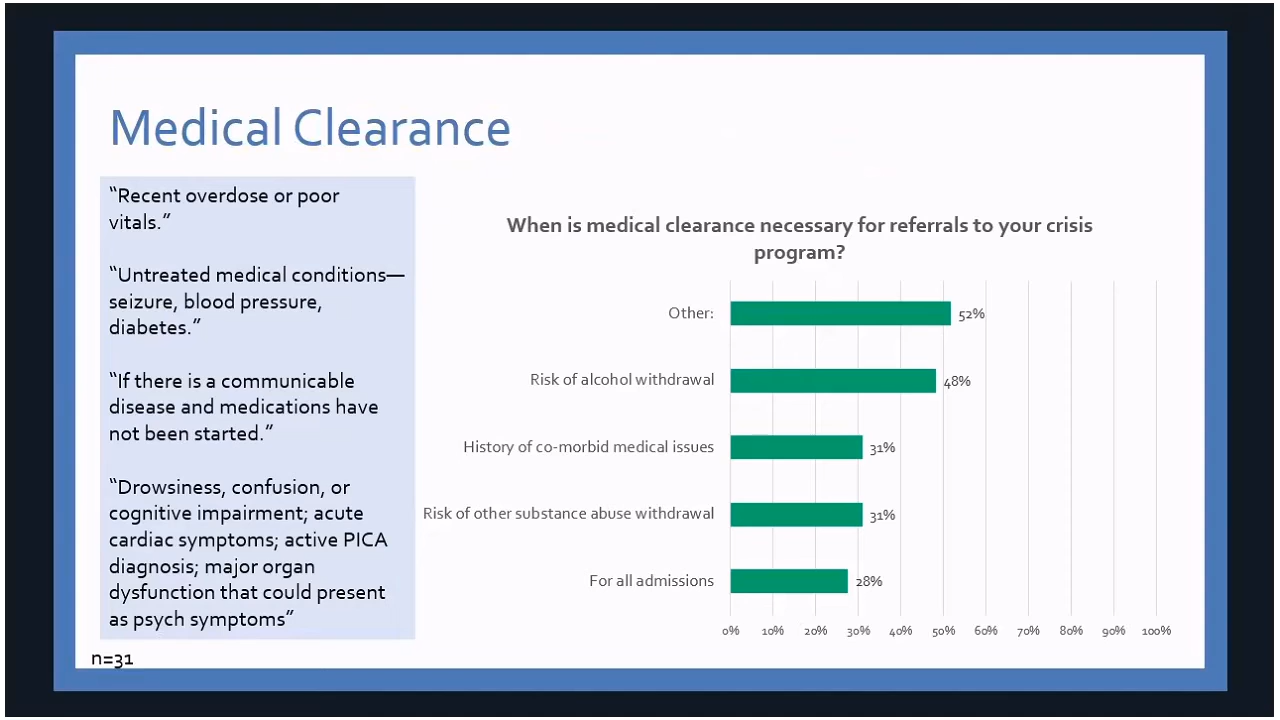 Medical Clearance
“Recent overdose or poor
vitals.”
“Untreated medical conditions—
seizure, blood pressure,
diabetes.”
“If there is a communicable
disease and medications have
not been started.”
“Drowsiness, confusion, or
cognitive impairment; acute
cardiac symptoms; active PICA
diagnosis; major organ
dysfunction that could present
as psych symptoms”
n=31
When is medical clearance necessary for referrals to your crisis
program?
Other: 52%
Risk of alcohol withdrawal 48%
History of co-morbid medical issues 31%
Risk of other substance abuse withdrawal 31%
For all admissions 28%
0% 10% 20% 30% 40% 50% 60% 70% 80% 90% 100%